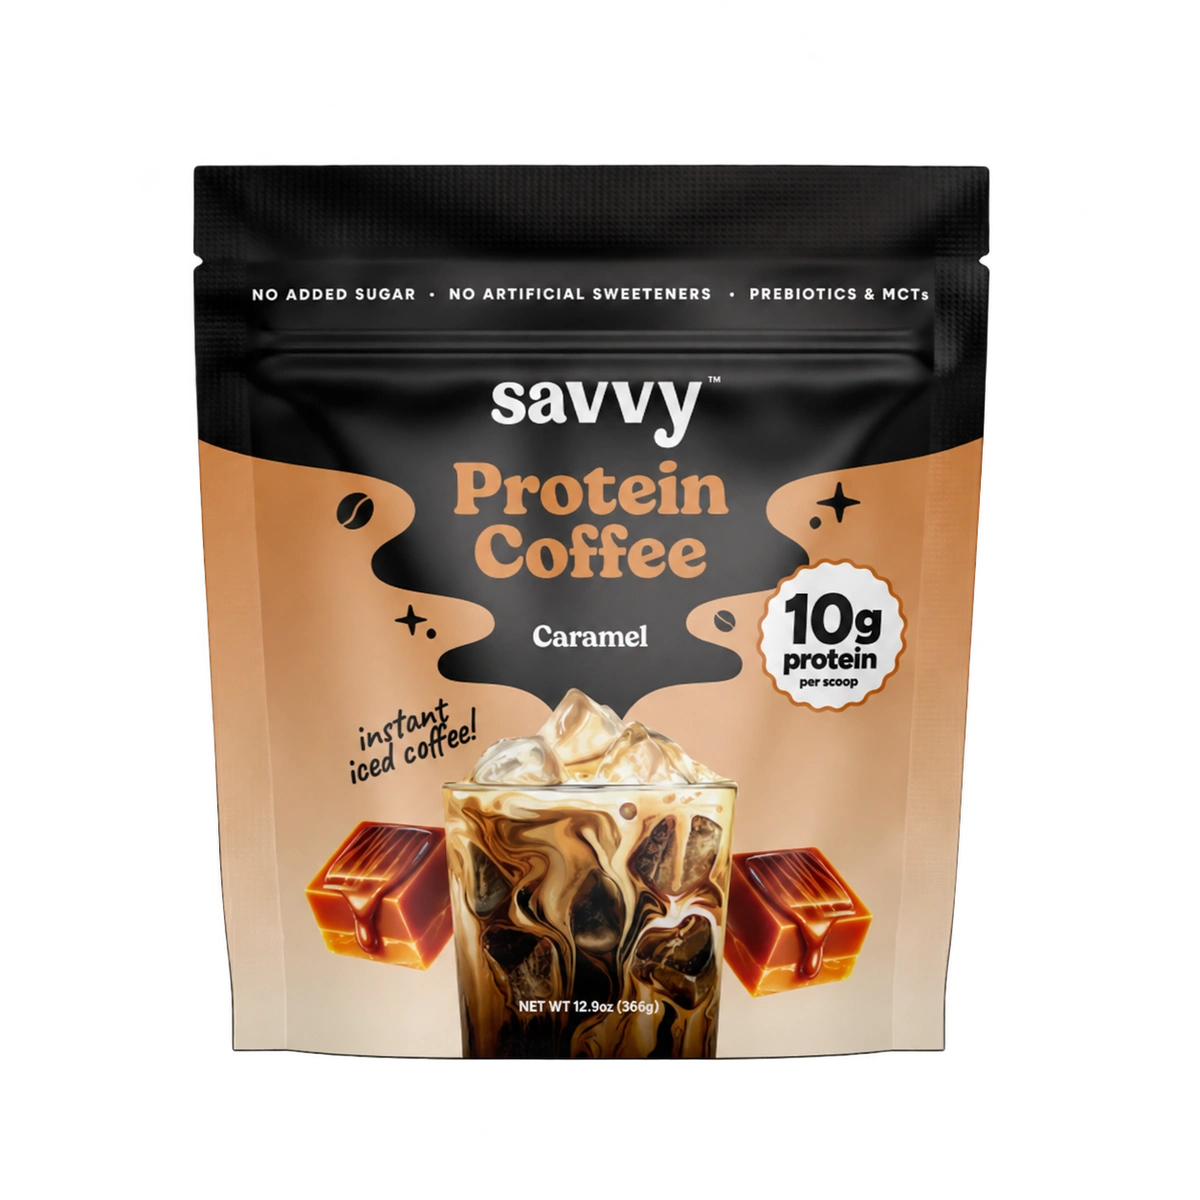 NO ADDED SUGAR • NO ARTIFICIAL SWEETENERS • PREBIOTICS & MCTs
savvy™
Protein
Coffee
Caramel
10g
protein
per scoop
instant
iced coffee!
NET WT 12.9oz (366g)